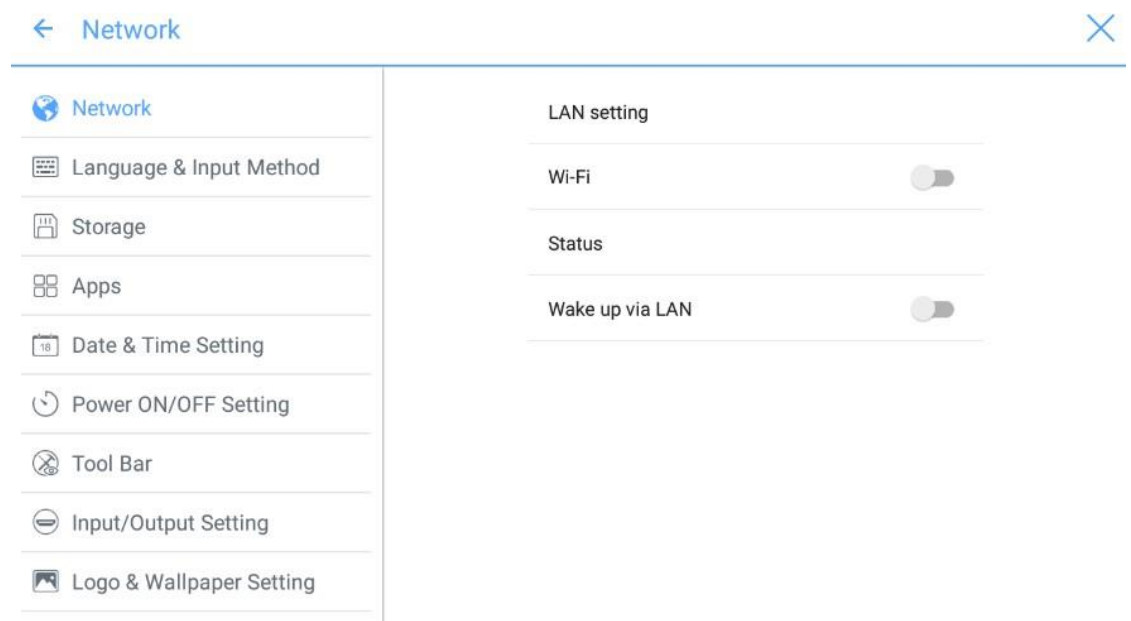 Network
Network
Language & Input Method
Storage
Apps
18
Date & Time Setting
Power ON/OFF Setting
Tool Bar
Input/Output Setting
Logo & Wallpaper Setting
LAN setting
Wi-Fi
Status
Wake up via LAN